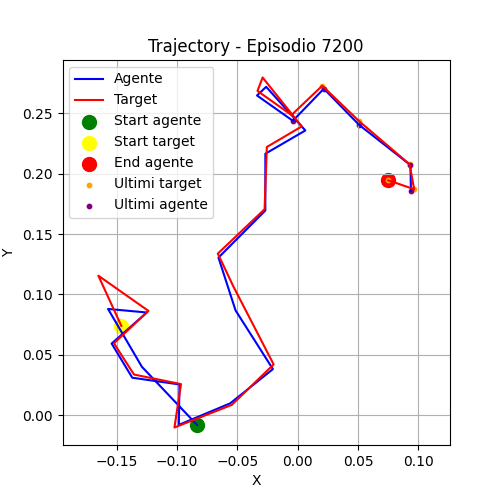 Trajectory - Episodio 7200
Agente
Target
Start agente
Start target
End agente
Ultimi target
Ultimi agente
0.25
0.20
0.15
0.10
0.05
0.00
Y
−0.15
−0.10
−0.05
0.00
0.05
0.10
X